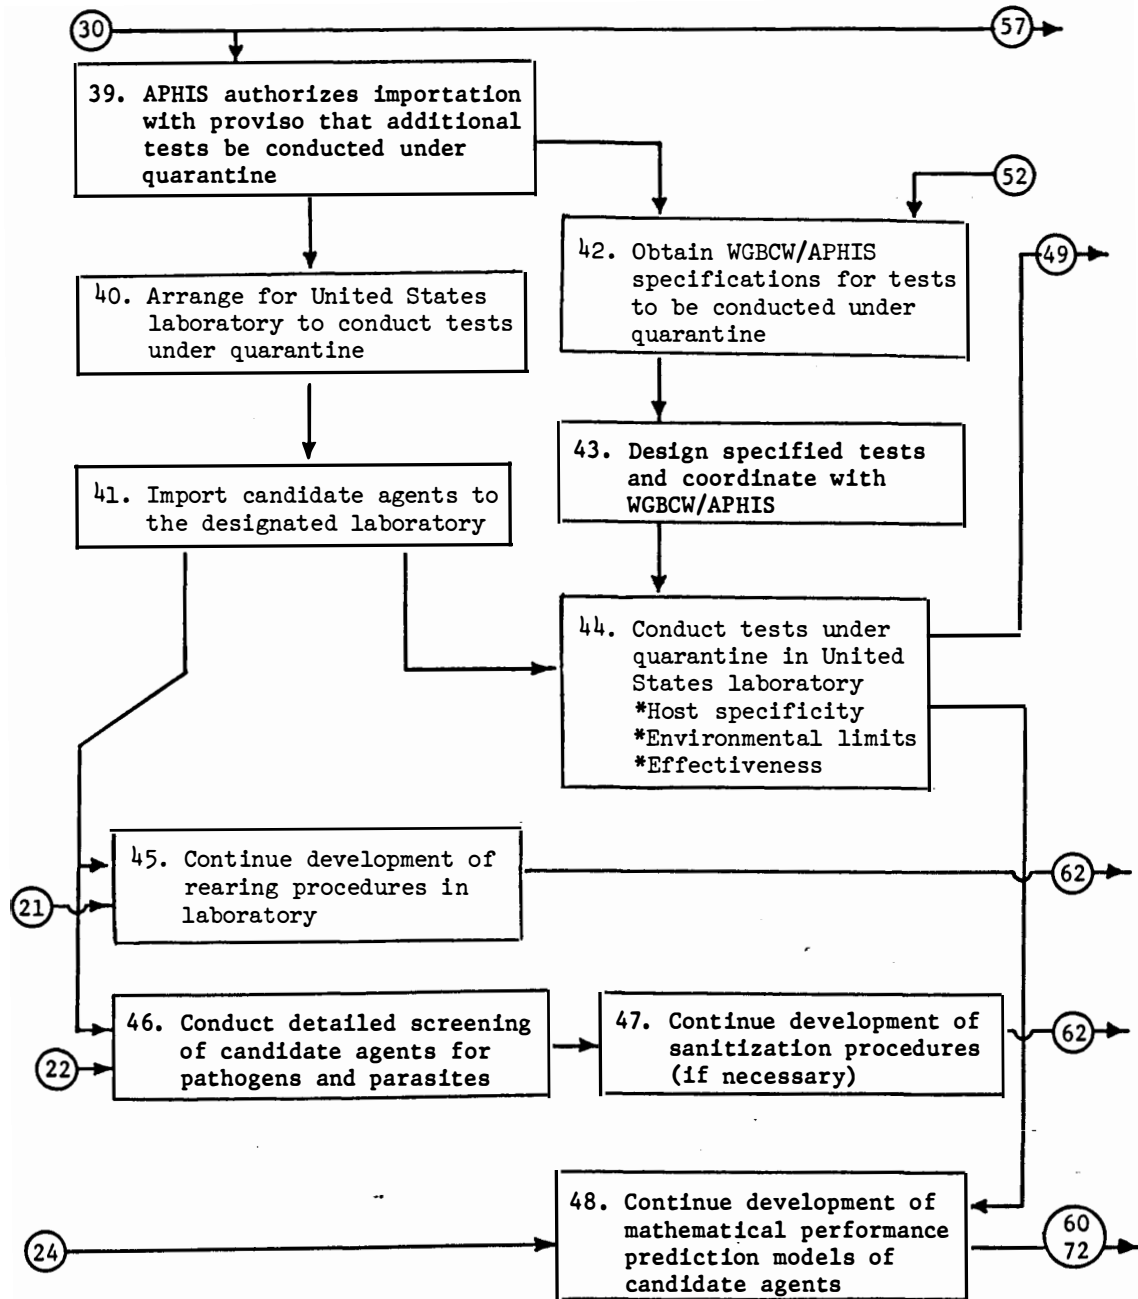 30
57
39. APHIS authorizes importation
with proviso that additional
tests be conducted under
quarantine
52
42. Obtain WGBCW/APHIS
specifications for tests
to be conducted under
quarantine
49
40. Arrange for United States
laboratory to conduct tests
under quarantine
43. Design specified tests
and coordinate with
WGBCW/APHIS
41. Import candidate agents to
the designated laboratory
44. Conduct tests under
quarantine in United
States laboratory
*Host specificity
*Environmental limits
*Effectiveness
45. Continue development of
rearing procedures in
laboratory
62
21
46. Conduct detailed screening
of candidate agents for
pathogens and parasites
47. Continue development of
sanitization procedures
(if necessary)
62
22
48. Continue development of
mathematical performance
prediction models of
candidate agents
24
60
72